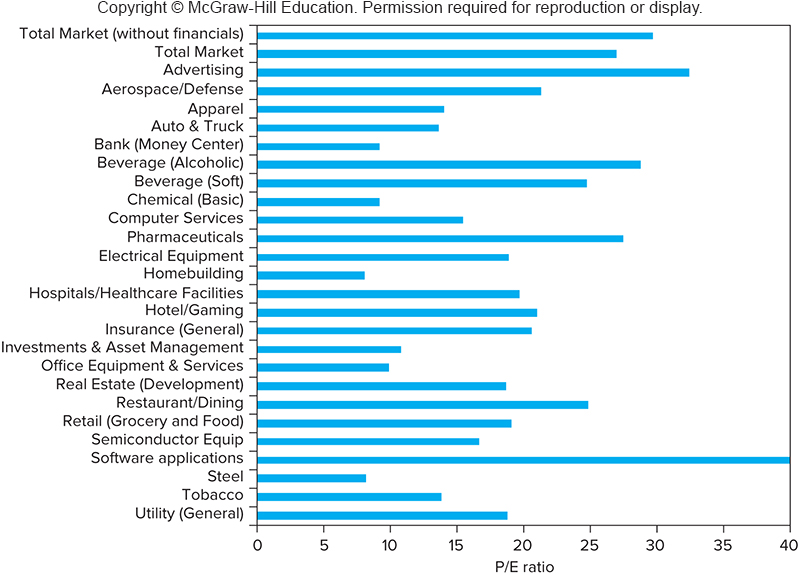 Copyright © McGraw-Hill Education. Permission required for reproduction or display.
Total Market (without financials)
Total Market
Advertising
Aerospace/Defense
Apparel
Auto & Truck
Bank (Money Center)
Beverage (Alcoholic)
Beverage (Soft)
Chemical (Basic)
Computer Services
Pharmaceuticals
Electrical Equipment
Homebuilding
Hospitals/Healthcare Facilities
Hotel/Gaming
Insurance (General)
Investments & Asset Management
Office Equipment & Services
Real Estate (Development)
Restaurant/Dining
Retail (Grocery and Food)
Semiconductor Equip
Software applications
Steel
Tobacco
Utility (General)
0 5 10 15 20 25 30 35 40
P/E ratio